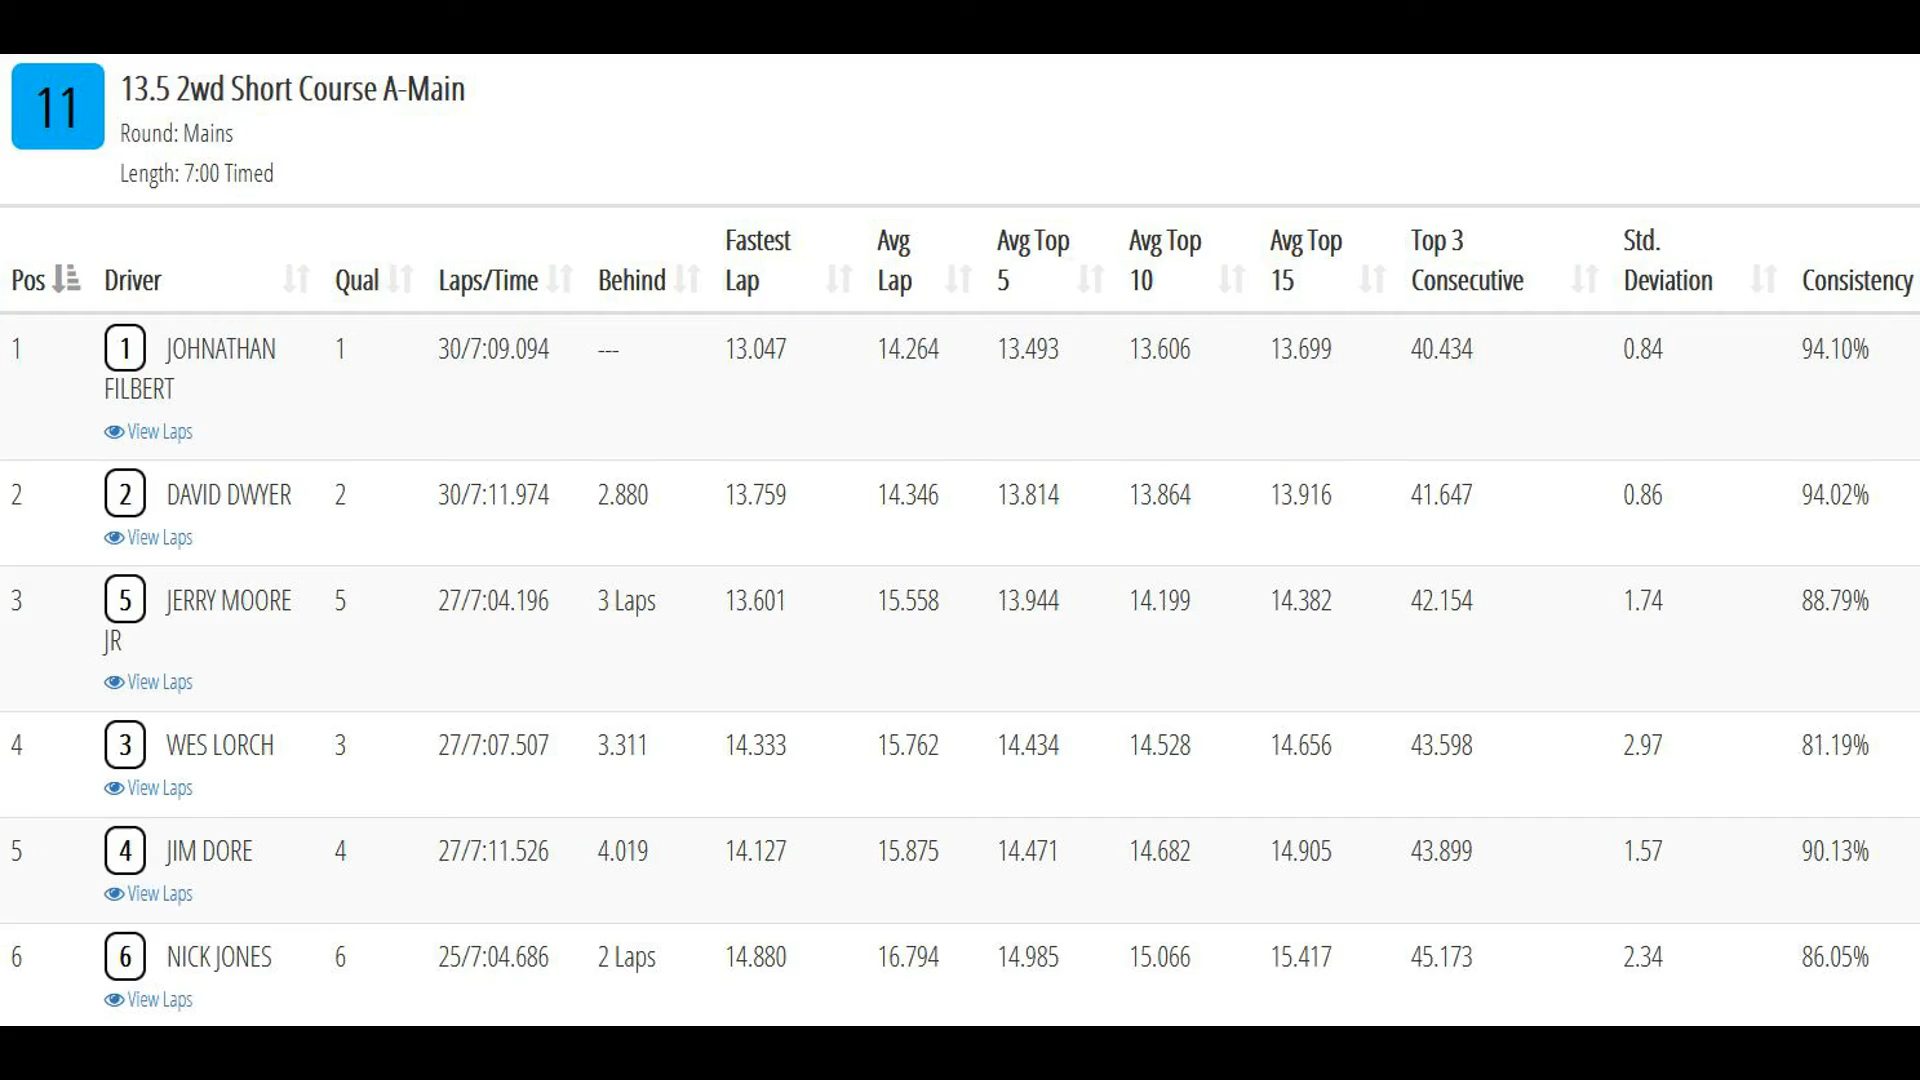 11
13.5 2wd Short Course A-Main
Round: Mains
Length: 7:00 Timed
Pos Driver Qual Laps/Time Behind Fastest Lap Avg Lap Avg Top 5 Avg Top 10 Avg Top 15 Top 3 Consecutive Std. Deviation Consistency
1 1 JOHNATHAN FILBERT 1 30/7:09.094 --- 13.047 14.264 13.493 13.606 13.699 40.434 0.84 94.10%
View Laps
2 2 DAVID DWYER 2 30/7:11.974 2.880 13.759 14.346 13.814 13.864 13.916 41.647 0.86 94.02%
View Laps
3 5 JERRY MOORE JR 5 27/7:04.196 3 Laps 13.601 15.558 13.944 14.199 14.382 42.154 1.74 88.79%
View Laps
4 3 WES LORCH 3 27/7:07.507 3.311 14.333 15.762 14.434 14.528 14.656 43.598 2.97 81.19%
View Laps
5 4 JIM DORE 4 27/7:11.526 4.019 14.127 15.875 14.471 14.682 14.905 43.899 1.57 90.13%
View Laps
6 6 NICK JONES 6 25/7:04.686 2 Laps 14.880 16.794 14.985 15.066 15.417 45.173 2.34 86.05%
View Laps